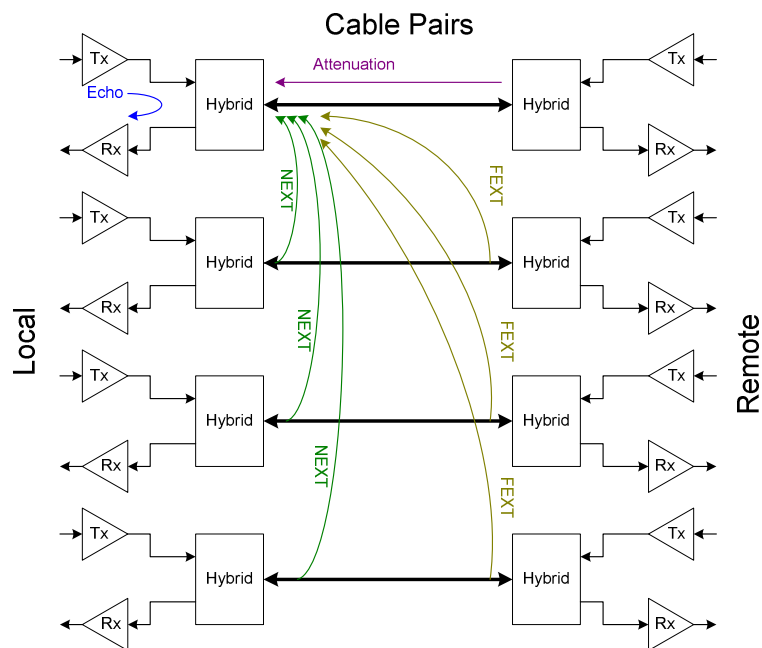 Cable Pairs
Tx
Attenuation
Tx
Echo
Hybrid
Hybrid
Rx
Rx
NEXT
FEXT
Tx
Tx
Hybrid
Hybrid
Rx
Rx
Local
NEXT
FEXT
Remote
Tx
Tx
Hybrid
Hybrid
Rx
Rx
NEXT
FEXT
Tx
Tx
Hybrid
Hybrid
Rx
Rx